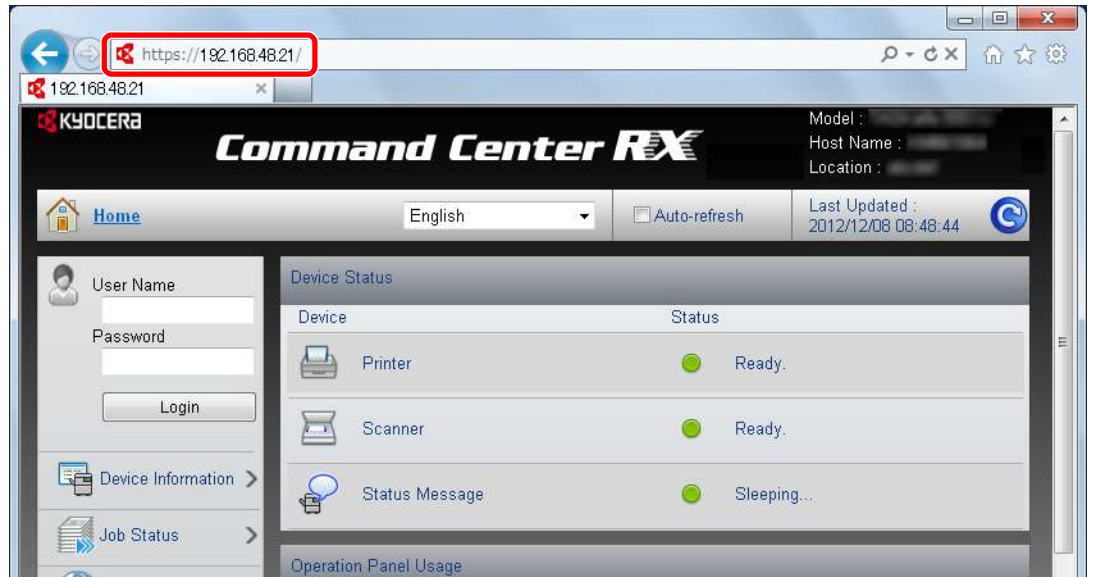 https://192.168.48.21/
192.168.48.21
KYOCERA
Command Center RX
Model :
Host Name :
Location :
Home
English
Auto-refresh
Last Updated :
2012/12/08 08:48:44
User Name
Password
Login
Device Information
Job Status
Device Status
Device Status
Printer Ready.
Scanner Ready.
Status Message Sleeping...
Operation Panel Usage